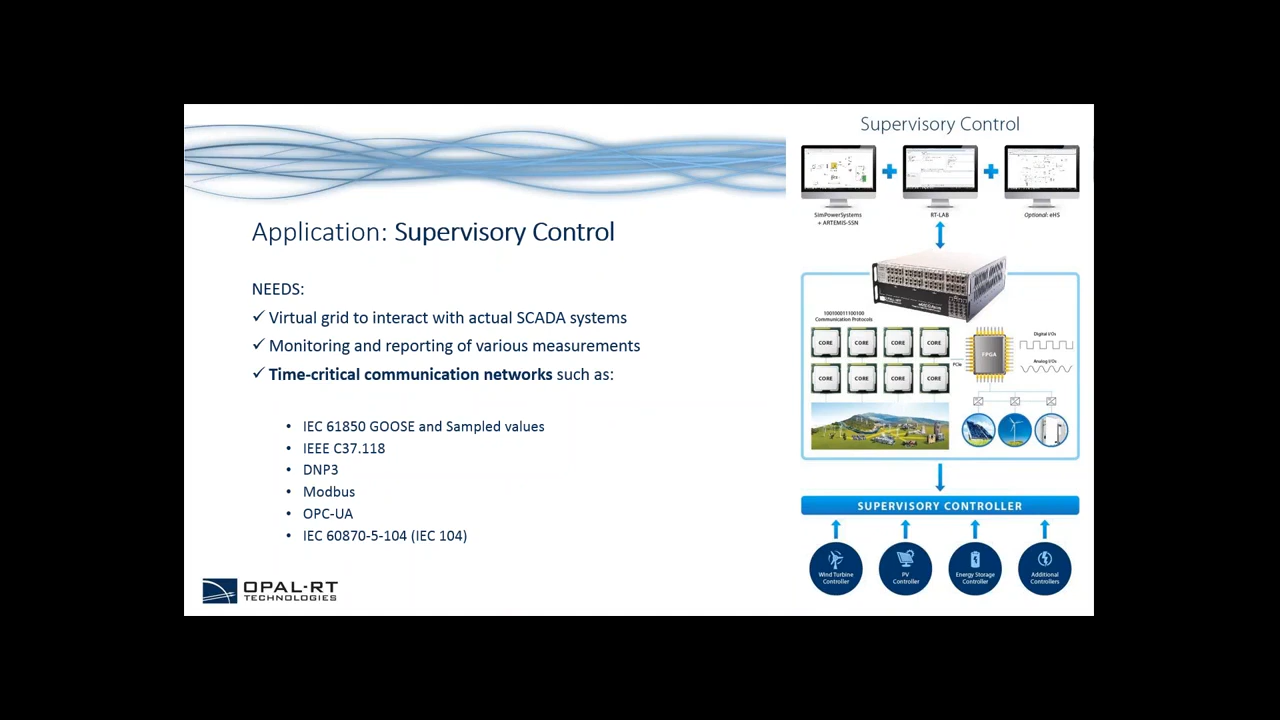 Supervisory Control
SimPowerSystems
+ ARTEMIS-SSN
RT-LAB
Optional: eHS
Application: Supervisory Control
NEEDS:
✓ Virtual grid to interact with actual SCADA systems
✓ Monitoring and reporting of various measurements
✓ Time-critical communication networks such as:
• IEC 61850 GOOSE and Sampled values
• IEEE C37.118
• DNP3
• Modbus
• OPC-UA
• IEC 60870-5-104 (IEC 104)
OPAL-RT
TECHNOLOGIES
100100011100100
Communication Protocols
CORE CORE CORE CORE
CORE CORE CORE CORE
PCIe
FPGA
Digital I/Os
Analog I/Os
SUPERVISORY CONTROLLER
Wind Turbine
Controller
PV
Controller
Energy Storage
Controller
Additional
Controllers